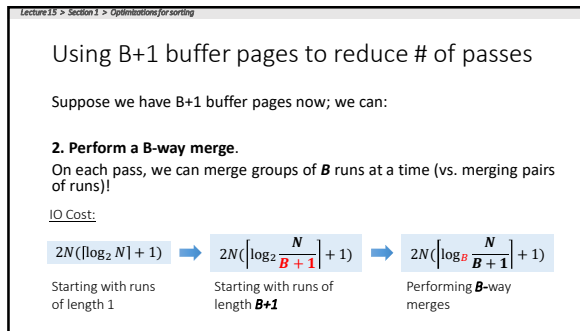 Lecture 15 > Section 1 > Optimizations for sorting
Using B+1 buffer pages to reduce # of passes
Suppose we have B+1 buffer pages now; we can:
2. Perform a B-way merge.
On each pass, we can merge groups of B runs at a time (vs. merging pairs
of runs)!
IO Cost:
2N(⌈log₂ N⌉ + 1) 2N(⌈log₂ N/(B + 1)⌉ + 1) 2N(⌈log_B N/(B + 1)⌉ + 1)
Starting with runs Starting with runs of Performing B-way
of length 1 length B+1 merges